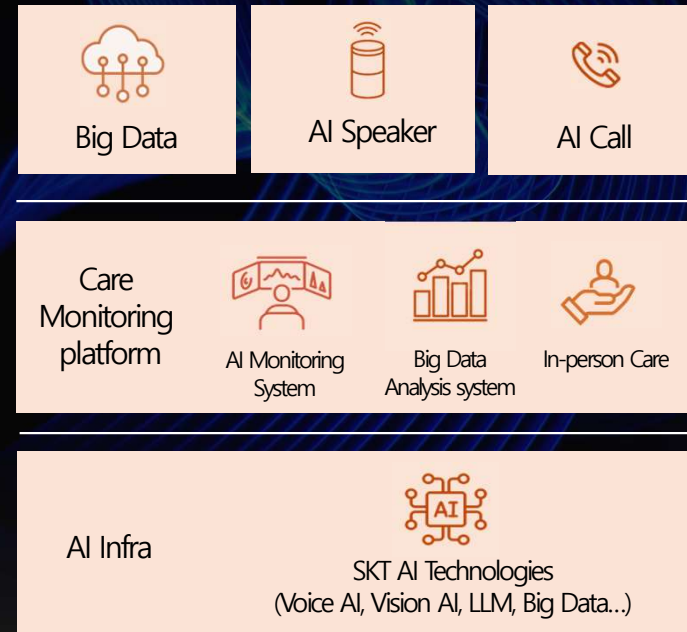 Big Data
AI Speaker
AI Call
Care
Monitoring
platform
AI Monitoring
System
Big Data
Analysis system
In-person Care
AI Infra
AI
SKT AI Technologies
(Voice AI, Vision AI, LLM, Big Data…)